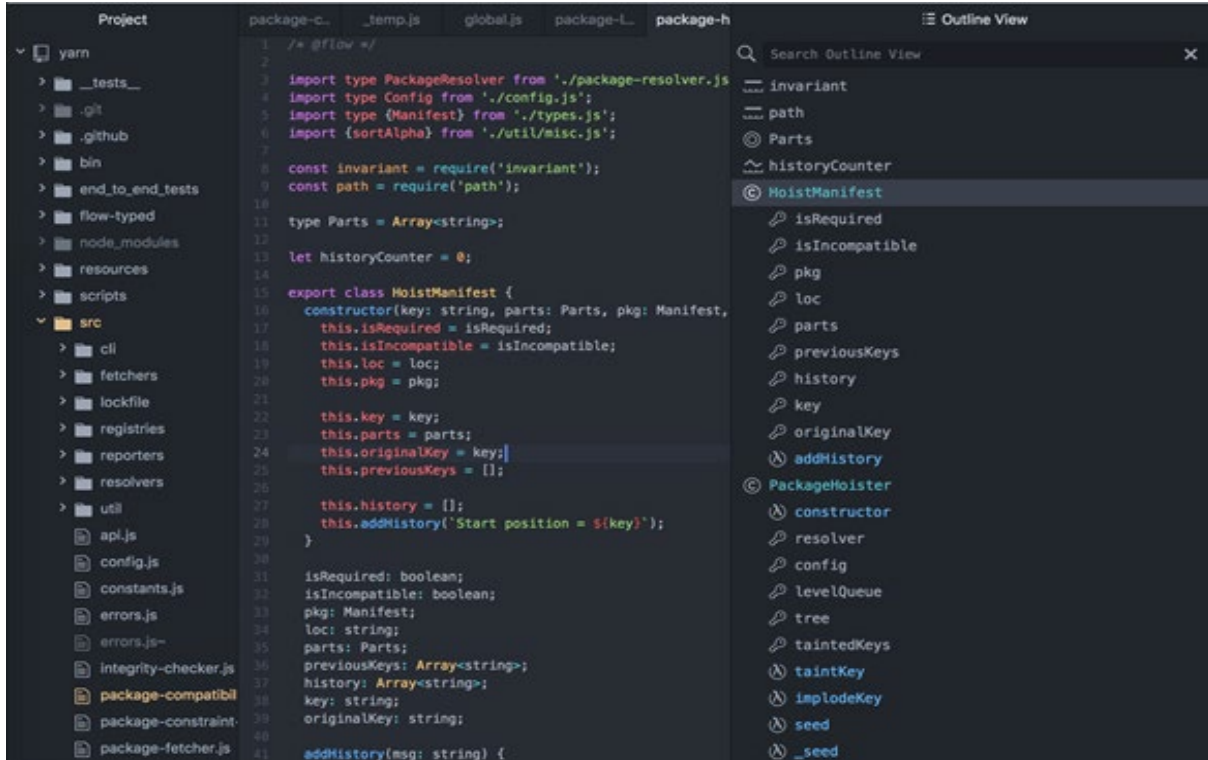 Project
yarn
__tests__
.git
.github
bin
end_to_end_tests
flow-typed
node_modules
resources
scripts
src
cli
fetchers
lockfile
registries
reporters
resolvers
util
api.js
config.js
constants.js
errors.js
errors.js~
integrity-checker.js
package-compatibil
package-constraint-
package-fetcher.js
package-c... _temp.js global.js package-l... package-h
1 /* @flow */
2
3 import type PackageResolver from './package-resolver.js
4 import type Config from './config.js';
5 import type {Manifest} from './types.js';
6 import {sortAlpha} from './util/misc.js';
7
8 const invariant = require('invariant');
9 const path = require('path');
10
11 type Parts = Array<string>;
12
13 let historyCounter = 0;
14
15 export class HoistManifest {
16 constructor(key: string, parts: Parts, pkg: Manifest,
17 this.isRequired = isRequired;
18 this.isIncompatible = isIncompatible;
19 this.loc = loc;
20 this.pkg = pkg;
21
22 this.key = key;
23 this.parts = parts;
24 this.originalKey = key;
25 this.previousKeys = [];
26
27 this.history = [];
28 this.addHistory(`Start position = ${key}`);
29 }
30
31 isRequired: boolean;
32 isIncompatible: boolean;
33 pkg: Manifest;
34 loc: string;
35 parts: Parts;
36 previousKeys: Array<string>;
37 history: Array<string>;
38 key: string;
39 originalKey: string;
40
41 addHistory(msg: string) {
Outline View
Search Outline View
invariant
path
Parts
historyCounter
HoistManifest
isRequired
isIncompatible
pkg
loc
parts
previousKeys
history
key
originalKey
addHistory
PackageHoister
constructor
resolver
config
levelQueue
tree
taintedKeys
taintKey
implodeKey
seed
_seed